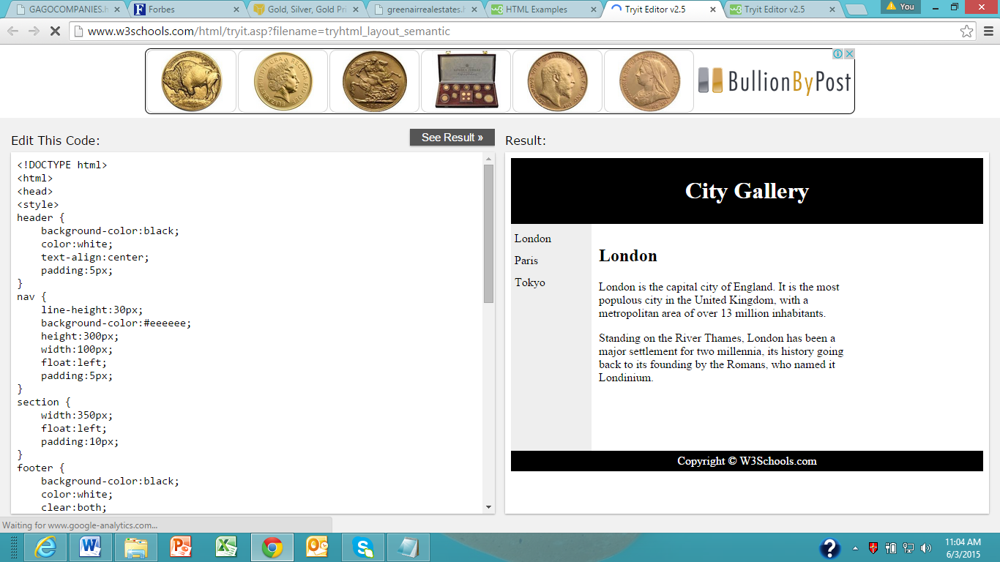 GAGOCOMPANIES.h
Forbes
Gold, Silver, Gold Pri
greenairrealestates.h
HTML Examples
Tryit Editor v2.5
Tryit Editor v2.5
You
www.w3schools.com/html/tryit.asp?filename=tryhtml_layout_semantic
BullionByPost
Edit This Code:
See Result »
Result:
<!DOCTYPE html>
<html>
<head>
<style>
header {
    background-color:black;
    color:white;
    text-align:center;
    padding:5px;
}
nav {
    line-height:30px;
    background-color:#eeeeee;
    height:300px;
    width:100px;
    float:left;
    padding:5px;
}
section {
    width:350px;
    float:left;
    padding:10px;
}
footer {
    background-color:black;
    color:white;
    clear:both;
City Gallery
London
Paris
Tokyo
London
London is the capital city of England. It is the most
populous city in the United Kingdom, with a
metropolitan area of over 13 million inhabitants.
Standing on the River Thames, London has been a
major settlement for two millennia, its history going
back to its founding by the Romans, who named it
Londinium.
Copyright © W3Schools.com
Waiting for www.google-analytics.com...
11:04 AM
6/3/2015